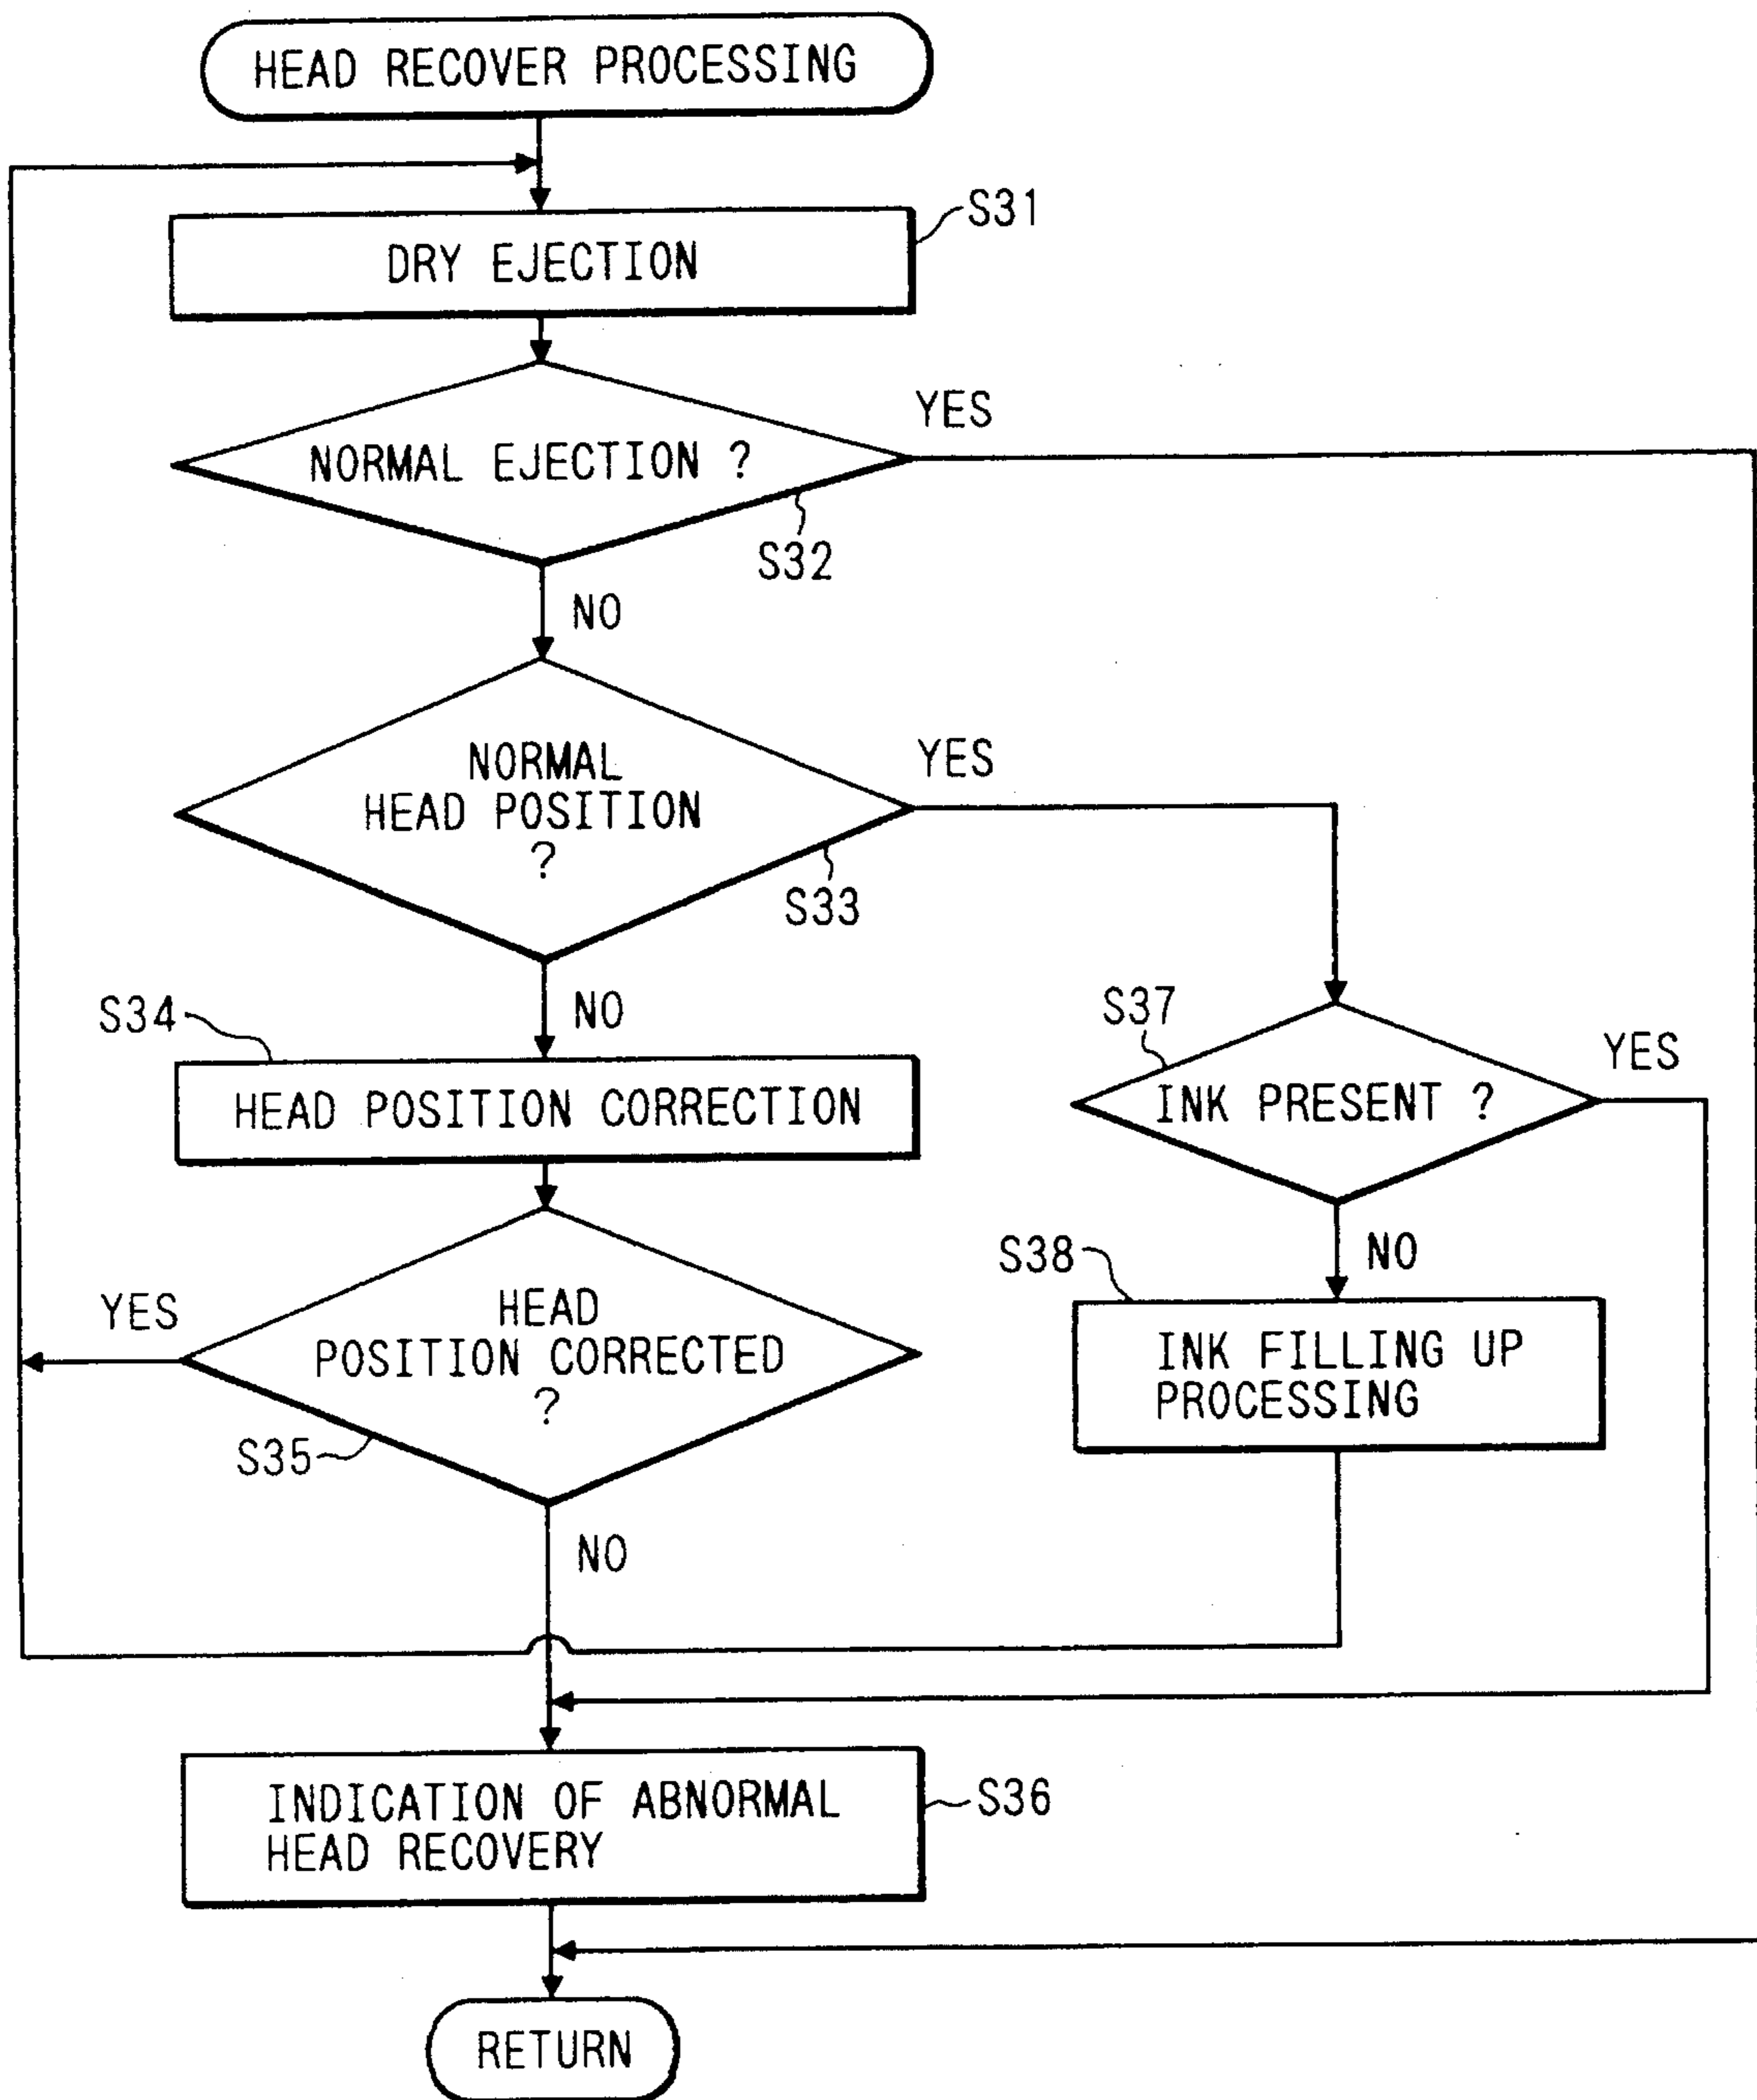 HEAD RECOVER PROCESSING
S31
DRY EJECTION
YES
NORMAL EJECTION ?
S32
NO
NORMAL
HEAD POSITION
?
YES
S33
NO
S34
HEAD POSITION CORRECTION
S37
YES
INK PRESENT ?
NO
S38
INK FILLING UP
PROCESSING
YES
HEAD
POSITION CORRECTED
?
S35
NO
INDICATION OF ABNORMAL
HEAD RECOVERY
S36
RETURN